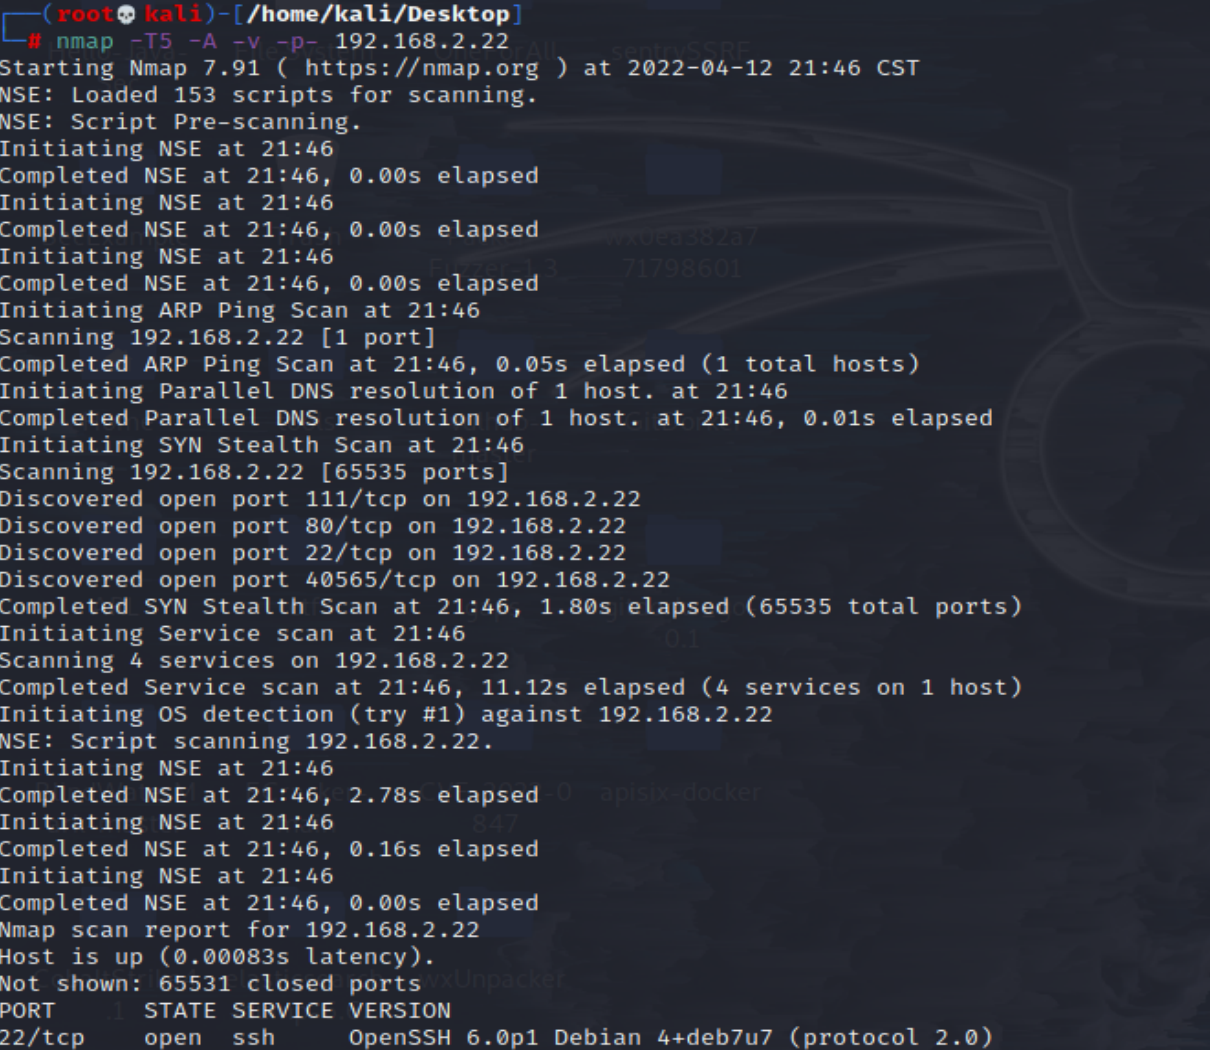 ┌──(root💀kali)-[/home/kali/Desktop]
└─# nmap -T5 -A -v -p- 192.168.2.22
Starting Nmap 7.91 ( https://nmap.org ) at 2022-04-12 21:46 CST
NSE: Loaded 153 scripts for scanning.
NSE: Script Pre-scanning.
Initiating NSE at 21:46
Completed NSE at 21:46, 0.00s elapsed
Initiating NSE at 21:46
Completed NSE at 21:46, 0.00s elapsed
Initiating NSE at 21:46
Completed NSE at 21:46, 0.00s elapsed
Initiating ARP Ping Scan at 21:46
Scanning 192.168.2.22 [1 port]
Completed ARP Ping Scan at 21:46, 0.05s elapsed (1 total hosts)
Initiating Parallel DNS resolution of 1 host. at 21:46
Completed Parallel DNS resolution of 1 host. at 21:46, 0.01s elapsed
Initiating SYN Stealth Scan at 21:46
Scanning 192.168.2.22 [65535 ports]
Discovered open port 111/tcp on 192.168.2.22
Discovered open port 80/tcp on 192.168.2.22
Discovered open port 22/tcp on 192.168.2.22
Discovered open port 40565/tcp on 192.168.2.22
Completed SYN Stealth Scan at 21:46, 1.80s elapsed (65535 total ports)
Initiating Service scan at 21:46
Scanning 4 services on 192.168.2.22
Completed Service scan at 21:46, 11.12s elapsed (4 services on 1 host)
Initiating OS detection (try #1) against 192.168.2.22
NSE: Script scanning 192.168.2.22.
Initiating NSE at 21:46
Completed NSE at 21:46, 2.78s elapsed
Initiating NSE at 21:46
Completed NSE at 21:46, 0.16s elapsed
Initiating NSE at 21:46
Completed NSE at 21:46, 0.00s elapsed
Nmap scan report for 192.168.2.22
Host is up (0.00083s latency).
Not shown: 65531 closed ports
PORT STATE SERVICE VERSION
22/tcp open ssh OpenSSH 6.0p1 Debian 4+deb7u7 (protocol 2.0)
wx0ea382a7
71798601
0.1
apisix-docker
847
wxUnpacker